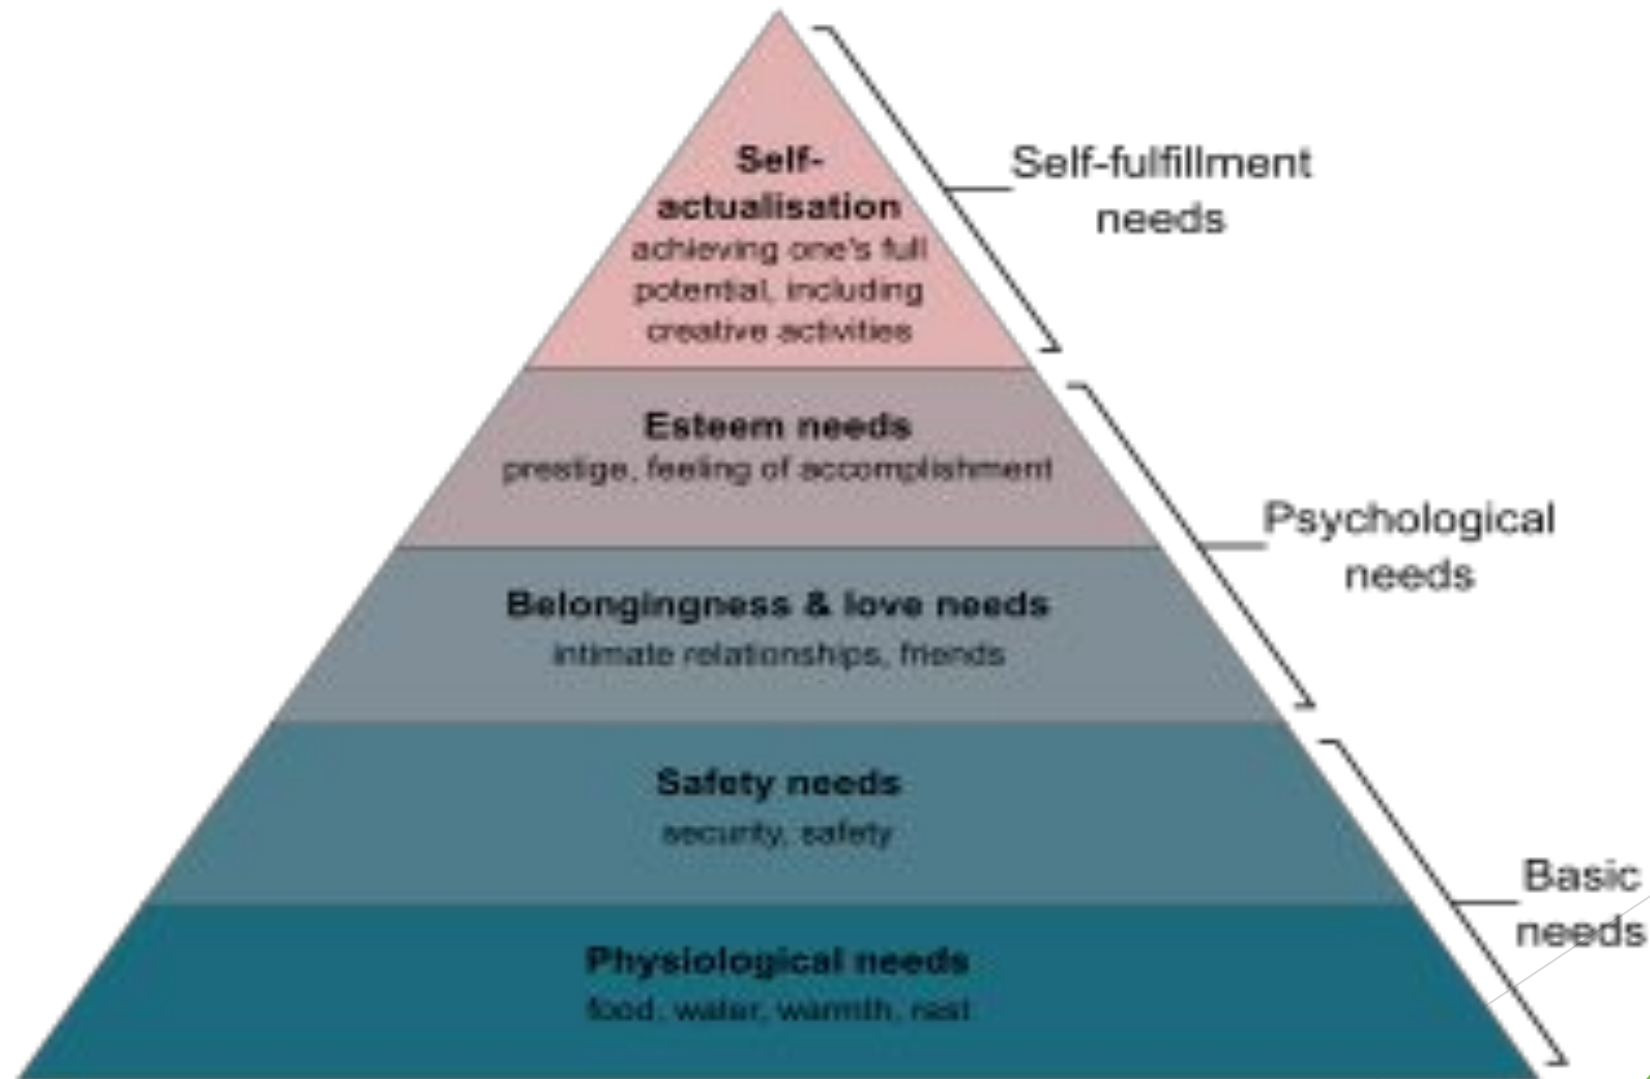 Self-
actualisation
achieving one's full
potential, including
creative activities
Self-fulfillment
needs
Esteem needs
prestige, feeling of accomplishment
Psychological
needs
Belongingness & love needs
intimate relationships, friends
Safety needs
security, safety
Basic
needs
Physiological needs
food, water, warmth, rest